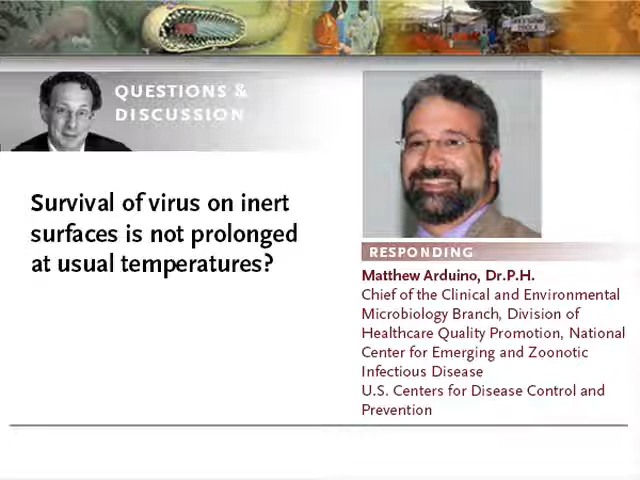 QUESTIONS &
DISCUSSION
Survival of virus on inert
surfaces is not prolonged
at usual temperatures?
RESPONDING
Matthew Arduino, Dr.P.H.
Chief of the Clinical and Environmental
Microbiology Branch, Division of
Healthcare Quality Promotion, National
Center for Emerging and Zoonotic
Infectious Disease
U.S. Centers for Disease Control and
Prevention